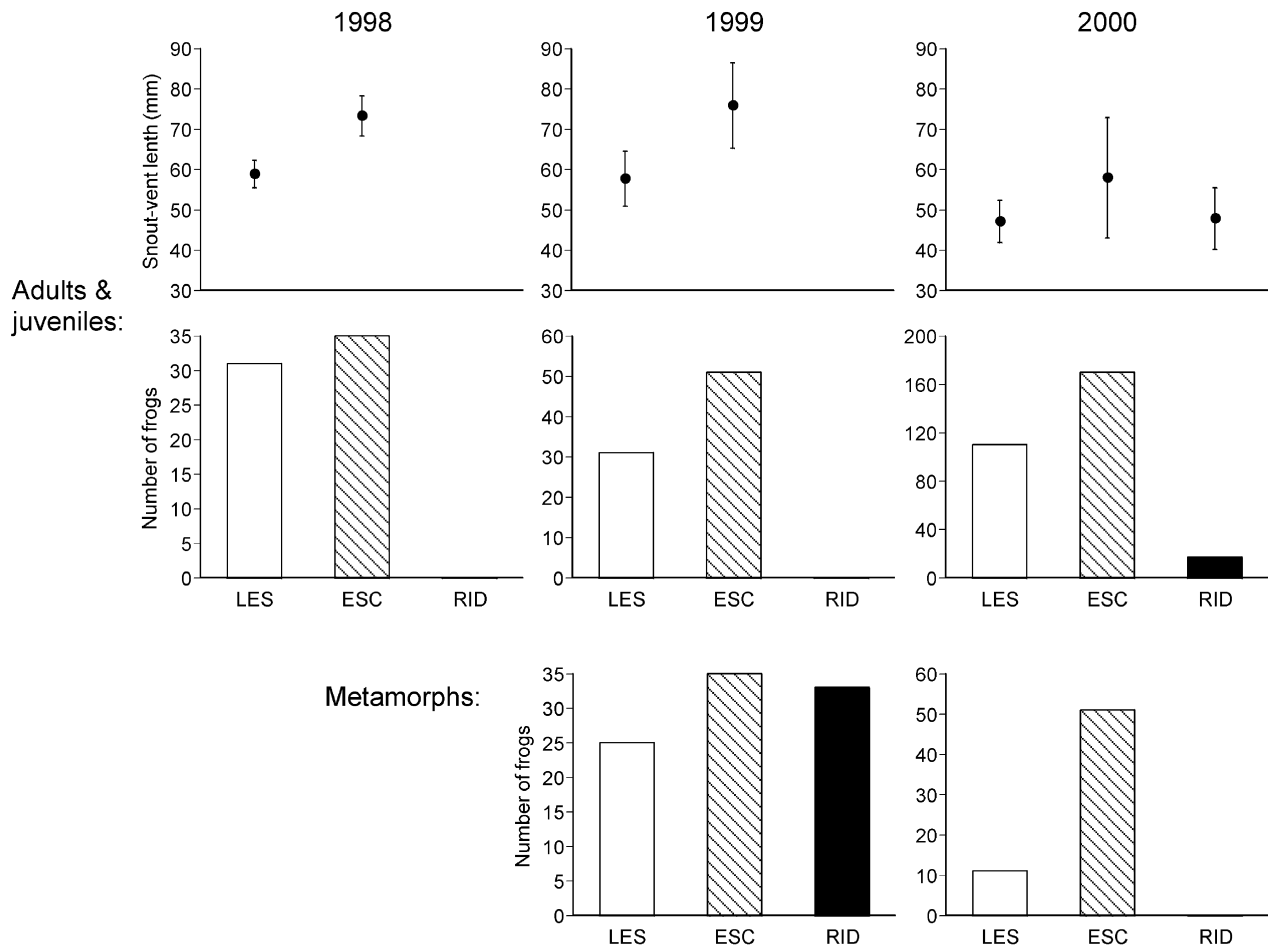 1998 1999 2000
Snout-vent lenth (mm)
90 90 90
80 80 80
70 70 70
60 60 60
50 50 50
40 40 40
30 30 30
Adults &
juveniles:
Number of frogs
35 60 200
30 50 160
25 40 120
20 30 80
15 20 40
10 10 0
5 0
0
LES ESC RID LES ESC RID LES ESC RID
Metamorphs:
Number of frogs
35 60
30 50
25 40
20 30
15 20
10 10
5 0
0
LES ESC RID LES ESC RID